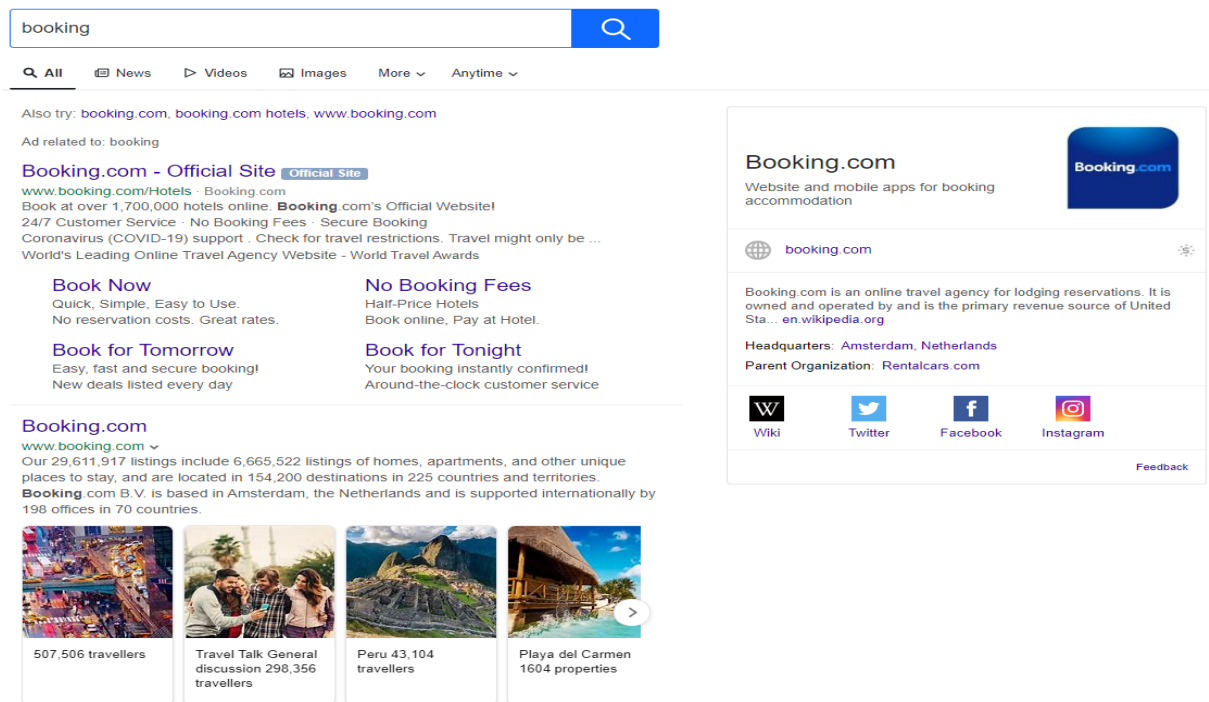 booking
All News Videos Images More Anytime
Also try: booking.com, booking.com hotels, www.booking.com
Ad related to: booking
Booking.com - Official Site Official Site
www.booking.com/Hotels · Booking.com
Book at over 1,700,000 hotels online. Booking.com's Official Website!
24/7 Customer Service · No Booking Fees · Secure Booking
Coronavirus (COVID-19) support . Check for travel restrictions. Travel might only be ...
World's Leading Online Travel Agency Website - World Travel Awards
Book Now
Quick, Simple, Easy to Use.
No reservation costs. Great rates.
No Booking Fees
Half-Price Hotels
Book online, Pay at Hotel.
Book for Tomorrow
Easy, fast and secure booking!
New deals listed every day
Book for Tonight
Your booking instantly confirmed!
Around-the-clock customer service
Booking.com
www.booking.com
Our 29,611,917 listings include 6,665,522 listings of homes, apartments, and other unique
places to stay, and are located in 154,200 destinations in 225 countries and territories.
Booking.com B.V. is based in Amsterdam, the Netherlands and is supported internationally by
198 offices in 70 countries.
507,506 travellers
Travel Talk General
discussion 298,356
travellers
Peru 43,104
travellers
Playa del Carmen
1604 properties
Booking.com
Website and mobile apps for booking
accommodation
Booking.com
booking.com
S
Booking.com is an online travel agency for lodging reservations. It is
owned and operated by and is the primary revenue source of United
Sta... en.wikipedia.org
Headquarters: Amsterdam, Netherlands
Parent Organization: Rentalcars.com
W
Wiki
Twitter
f
Facebook
Instagram
Feedback